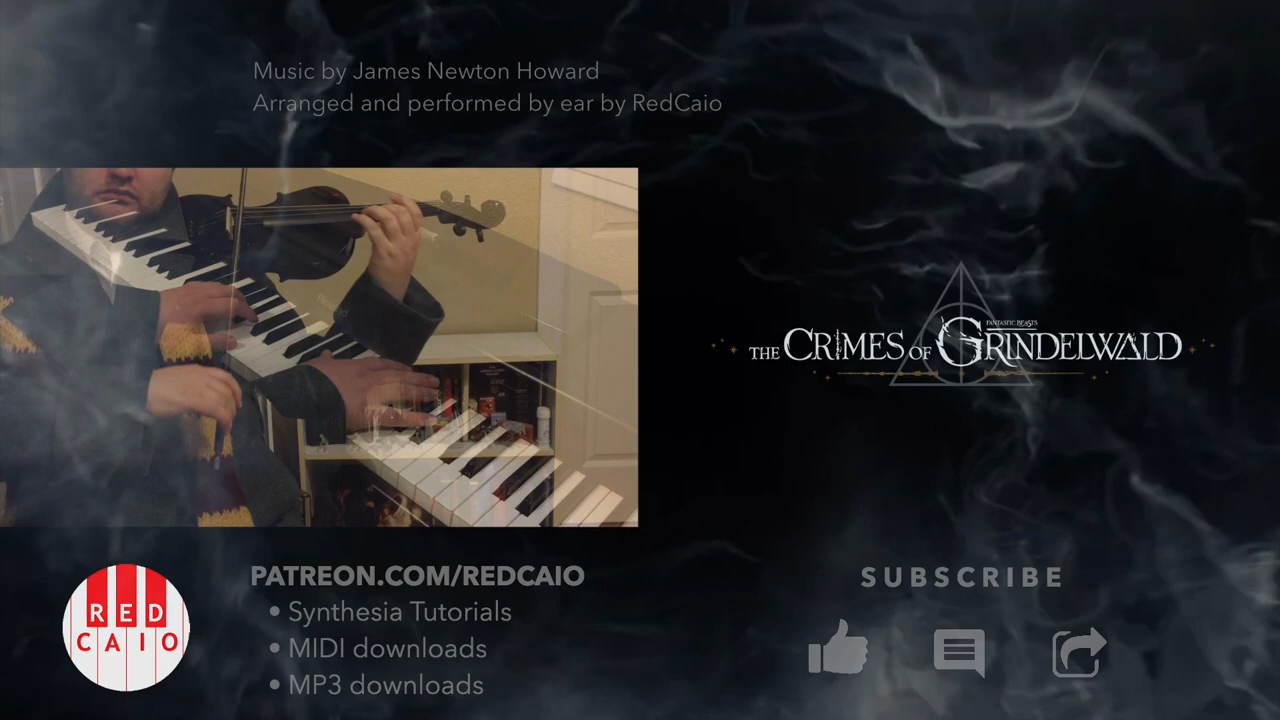 Music by James Newton Howard
Arranged and performed by ear by RedCaio
FANTASTIC BEASTS
THE CRIMES OF GRINDELWALD
RED
CAIO
PATREON.COM/REDCAIO
• Synthesia Tutorials
• MIDI downloads
• MP3 downloads
SUBSCRIBE